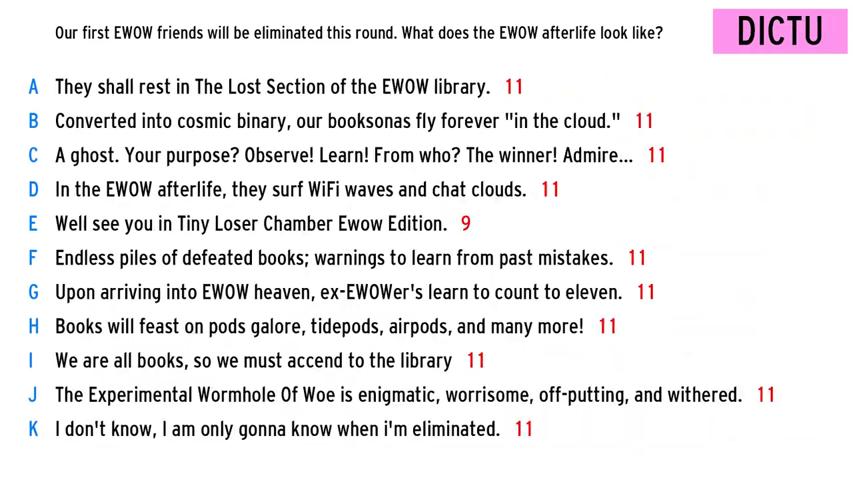 Our first EWOW friends will be eliminated this round. What does the EWOW afterlife look like?
DICTU
A They shall rest in The Lost Section of the EWOW library. 11
B Converted into cosmic binary, our booksonas fly forever "in the cloud." 11
C A ghost. Your purpose? Observe! Learn! From who? The winner! Admire... 11
D In the EWOW afterlife, they surf WiFi waves and chat clouds. 11
E Well see you in Tiny Loser Chamber Ewow Edition. 9
F Endless piles of defeated books; warnings to learn from past mistakes. 11
G Upon arriving into EWOW heaven, ex-EWOWer's learn to count to eleven. 11
H Books will feast on pods galore, tidepods, airpods, and many more! 11
I We are all books, so we must accend to the library 11
J The Experimental Wormhole Of Woe is enigmatic, worrisome, off-putting, and withered. 11
K I don't know, I am only gonna know when i'm eliminated. 11